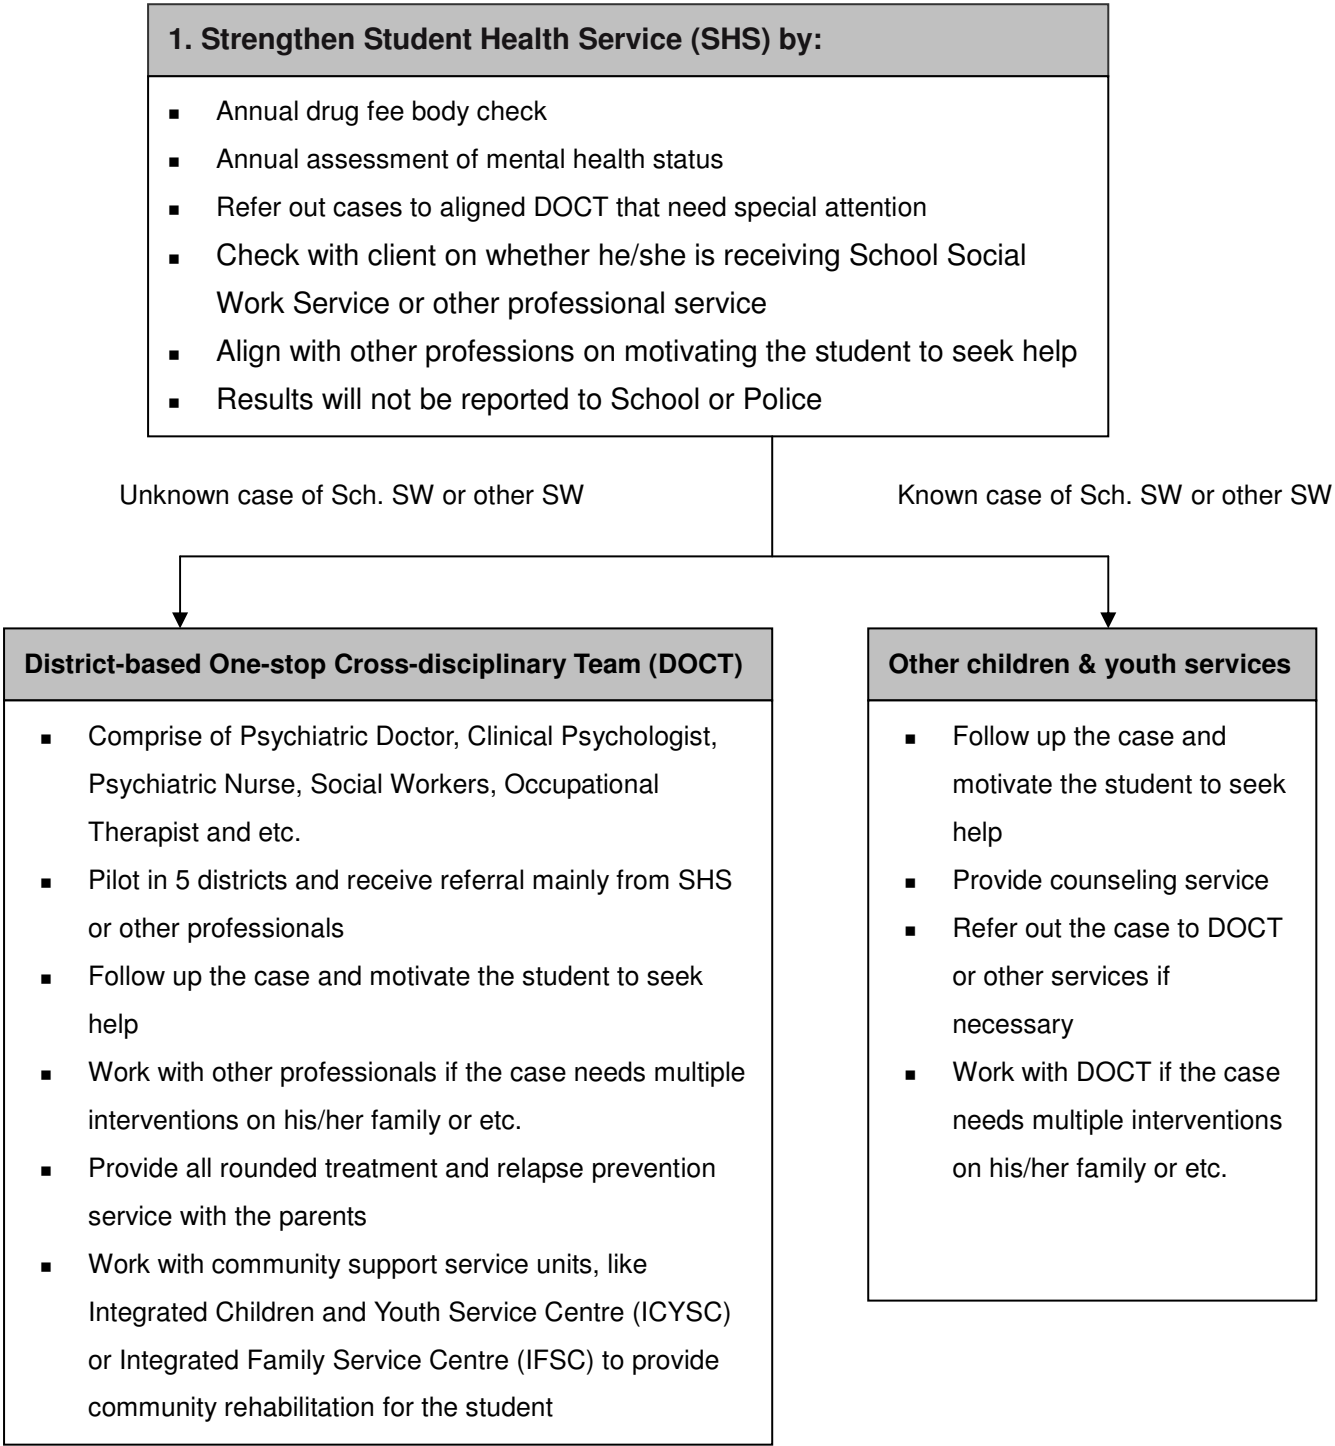 1. Strengthen Student Health Service (SHS) by:
▪ Annual drug fee body check
▪ Annual assessment of mental health status
▪ Refer out cases to aligned DOCT that need special attention
▪ Check with client on whether he/she is receiving School Social
Work Service or other professional service
▪ Align with other professions on motivating the student to seek help
▪ Results will not be reported to School or Police
Unknown case of Sch. SW or other SW
Known case of Sch. SW or other SW
District-based One-stop Cross-disciplinary Team (DOCT)
▪ Comprise of Psychiatric Doctor, Clinical Psychologist,
Psychiatric Nurse, Social Workers, Occupational
Therapist and etc.
▪ Pilot in 5 districts and receive referral mainly from SHS
or other professionals
▪ Follow up the case and motivate the student to seek
help
▪ Work with other professionals if the case needs multiple
interventions on his/her family or etc.
▪ Provide all rounded treatment and relapse prevention
service with the parents
▪ Work with community support service units, like
Integrated Children and Youth Service Centre (ICYSC)
or Integrated Family Service Centre (IFSC) to provide
community rehabilitation for the student
Other children & youth services
▪ Follow up the case and
motivate the student to seek
help
▪ Provide counseling service
▪ Refer out the case to DOCT
or other services if
necessary
▪ Work with DOCT if the case
needs multiple interventions
on his/her family or etc.